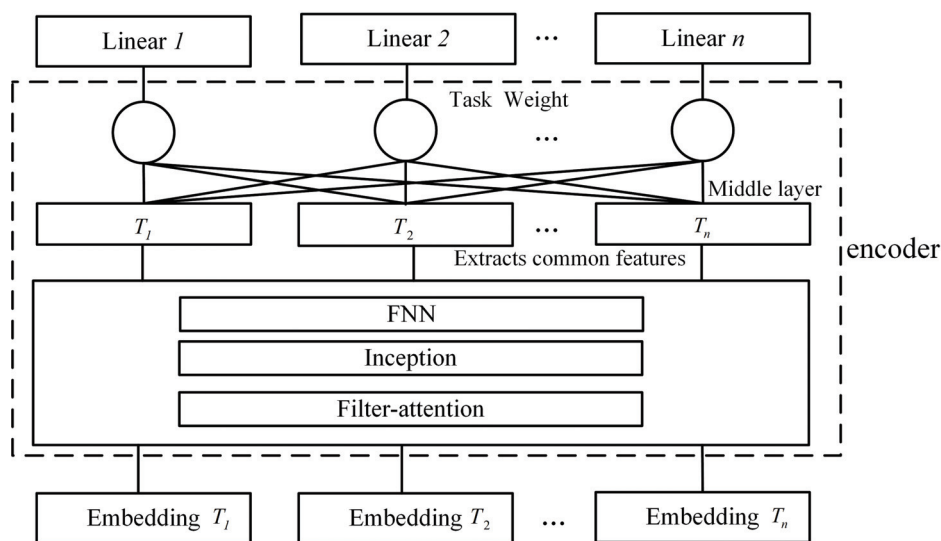 Linear 1 Linear 2 ... Linear n
Task Weight
...
Middle layer
T1 T2 ... Tn
encoder
Extracts common features
FNN
Inception
Filter-attention
Embedding T1 Embedding T2 ... Embedding Tn